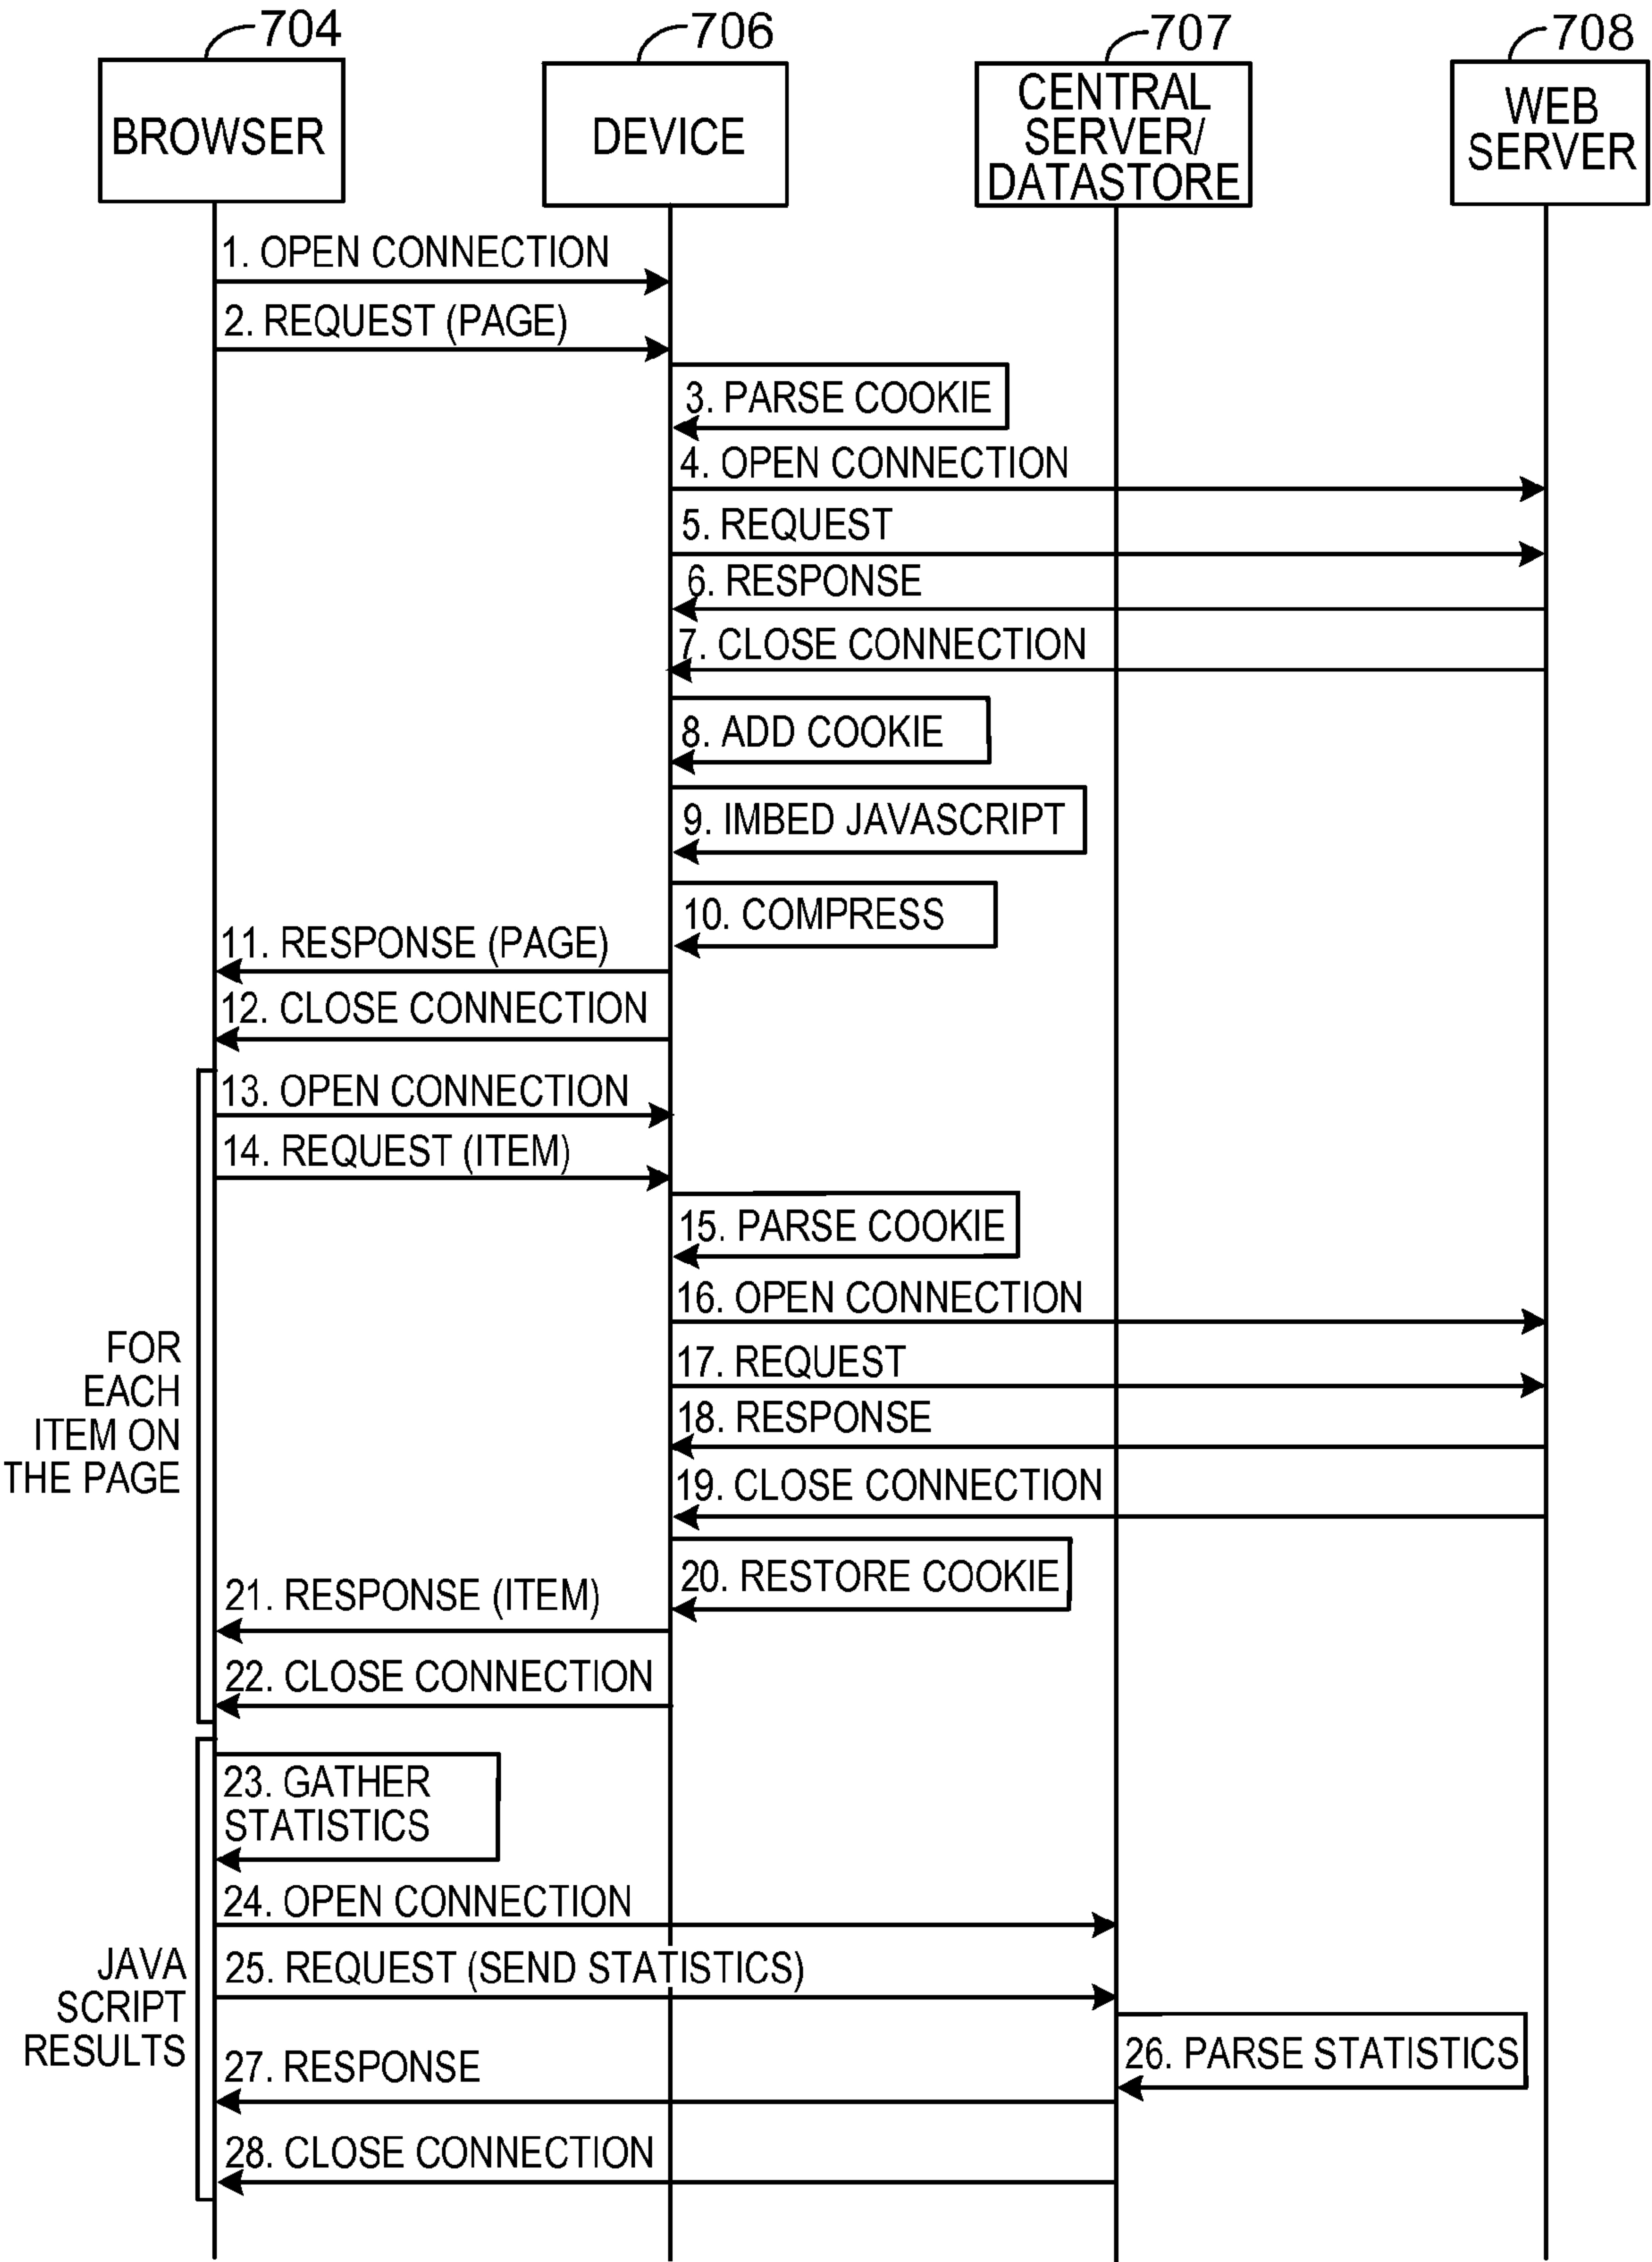 704
706
707
708
BROWSER
DEVICE
CENTRAL
SERVER/
DATASTORE
WEB
SERVER
1. OPEN CONNECTION
2. REQUEST (PAGE)
3. PARSE COOKIE
4. OPEN CONNECTION
5. REQUEST
6. RESPONSE
7. CLOSE CONNECTION
8. ADD COOKIE
9. IMBED JAVASCRIPT
10. COMPRESS
11. RESPONSE (PAGE)
12. CLOSE CONNECTION
13. OPEN CONNECTION
14. REQUEST (ITEM)
15. PARSE COOKIE
16. OPEN CONNECTION
17. REQUEST
18. RESPONSE
19. CLOSE CONNECTION
20. RESTORE COOKIE
21. RESPONSE (ITEM)
22. CLOSE CONNECTION
FOR
EACH
ITEM ON
THE PAGE
23. GATHER
STATISTICS
24. OPEN CONNECTION
25. REQUEST (SEND STATISTICS)
26. PARSE STATISTICS
27. RESPONSE
28. CLOSE CONNECTION
JAVA
SCRIPT
RESULTS